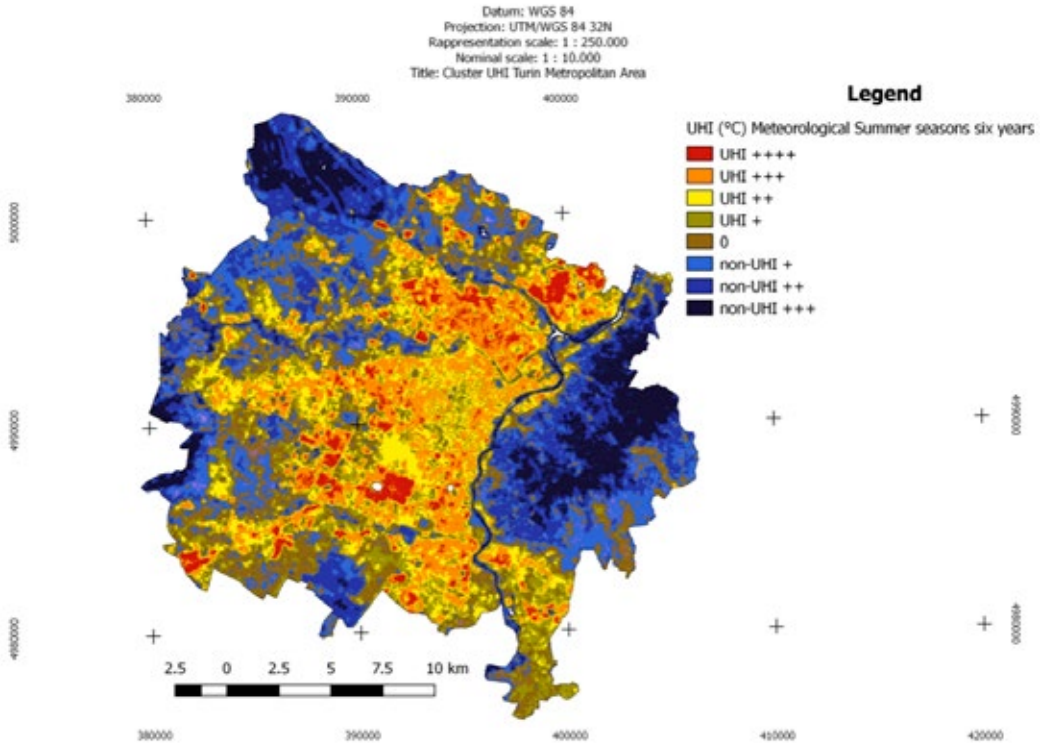 Datum: WGS 84
Projection: UTM/WGS 84 32N
Rappresentation scale: 1 : 250.000
Nominal scale: 1 : 10.000
Title: Cluster UHI Turin Metropolitan Area
380000 390000 400000
Legend
UHI (°C) Meteorological Summer seasons six years
UHI ++++
UHI +++
UHI ++
UHI +
0
non-UHI +
non-UHI ++
non-UHI +++
5000000
4990000
4990000
4980000
4980000
2.5 0 2.5 5 7.5 10 km
380000 390000 400000 410000 420000